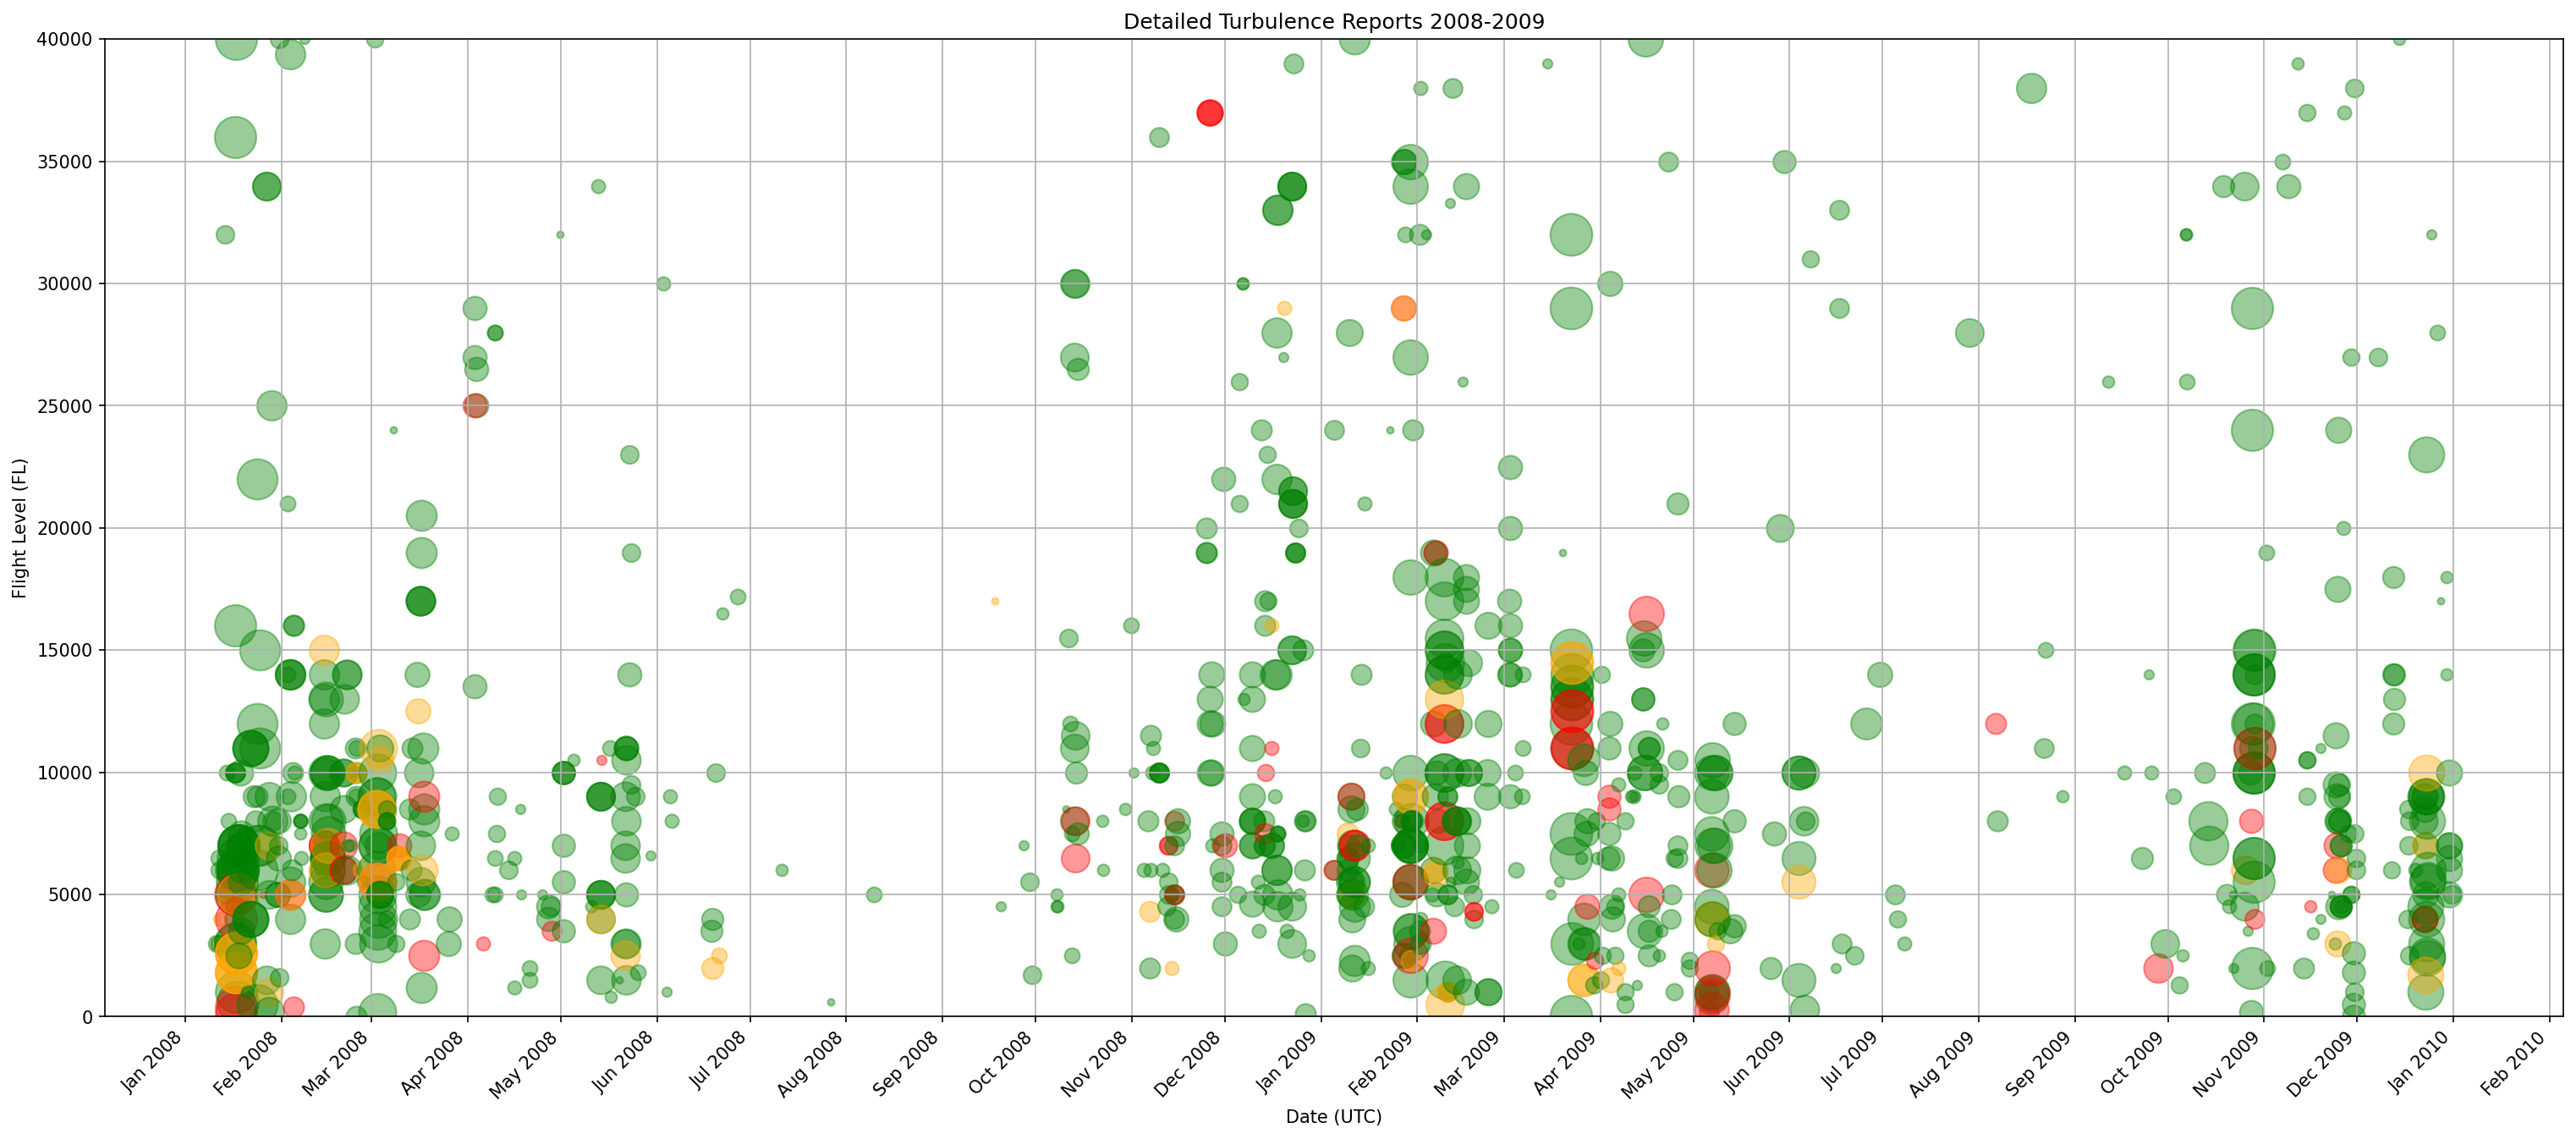 Detailed Turbulence Reports 2008-2009
40000
35000
30000
25000
20000
15000
10000
5000
0
Flight Level (FL)
Jan 2008
Feb 2008
Mar 2008
Apr 2008
May 2008
Jun 2008
Jul 2008
Aug 2008
Sep 2008
Oct 2008
Nov 2008
Dec 2008
Jan 2009
Feb 2009
Mar 2009
Apr 2009
May 2009
Jun 2009
Jul 2009
Aug 2009
Sep 2009
Oct 2009
Nov 2009
Dec 2009
Jan 2010
Feb 2010
Date (UTC)